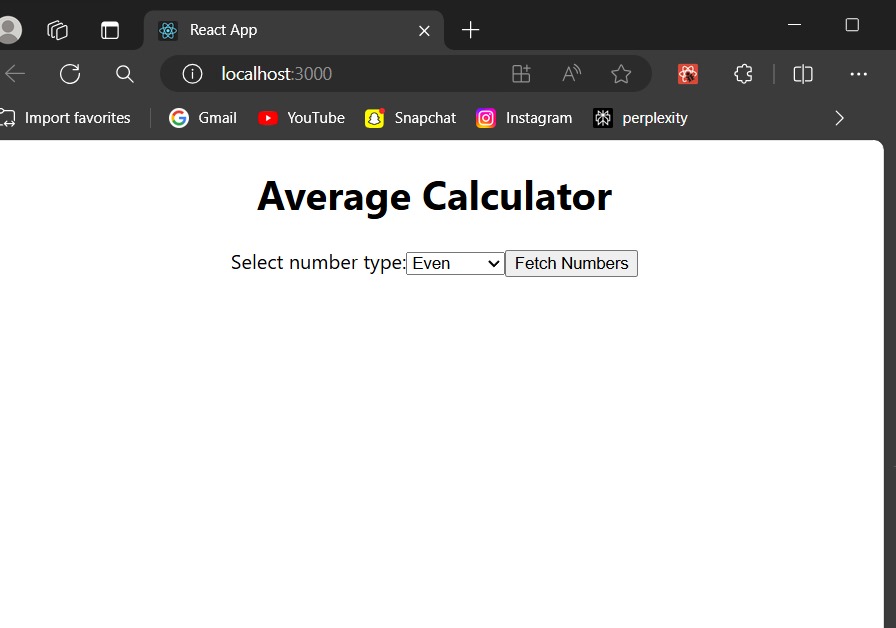 React App
localhost:3000
Import favorites Gmail YouTube Snapchat Instagram perplexity
Average Calculator
Select number type: Even Fetch Numbers